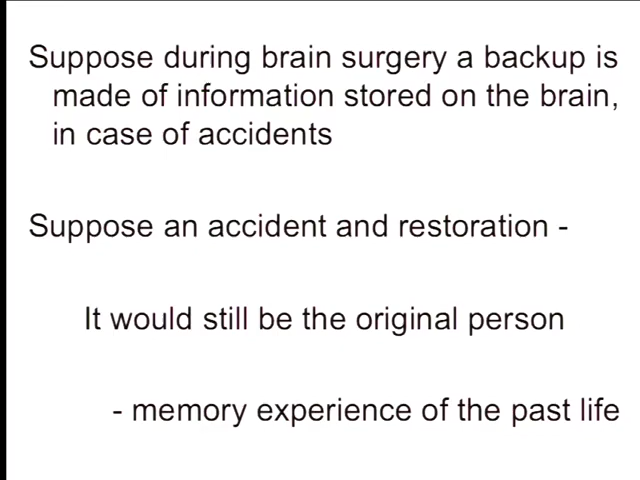 Suppose during brain surgery a backup is
made of information stored on the brain,
in case of accidents
Suppose an accident and restoration -
It would still be the original person
- memory experience of the past life